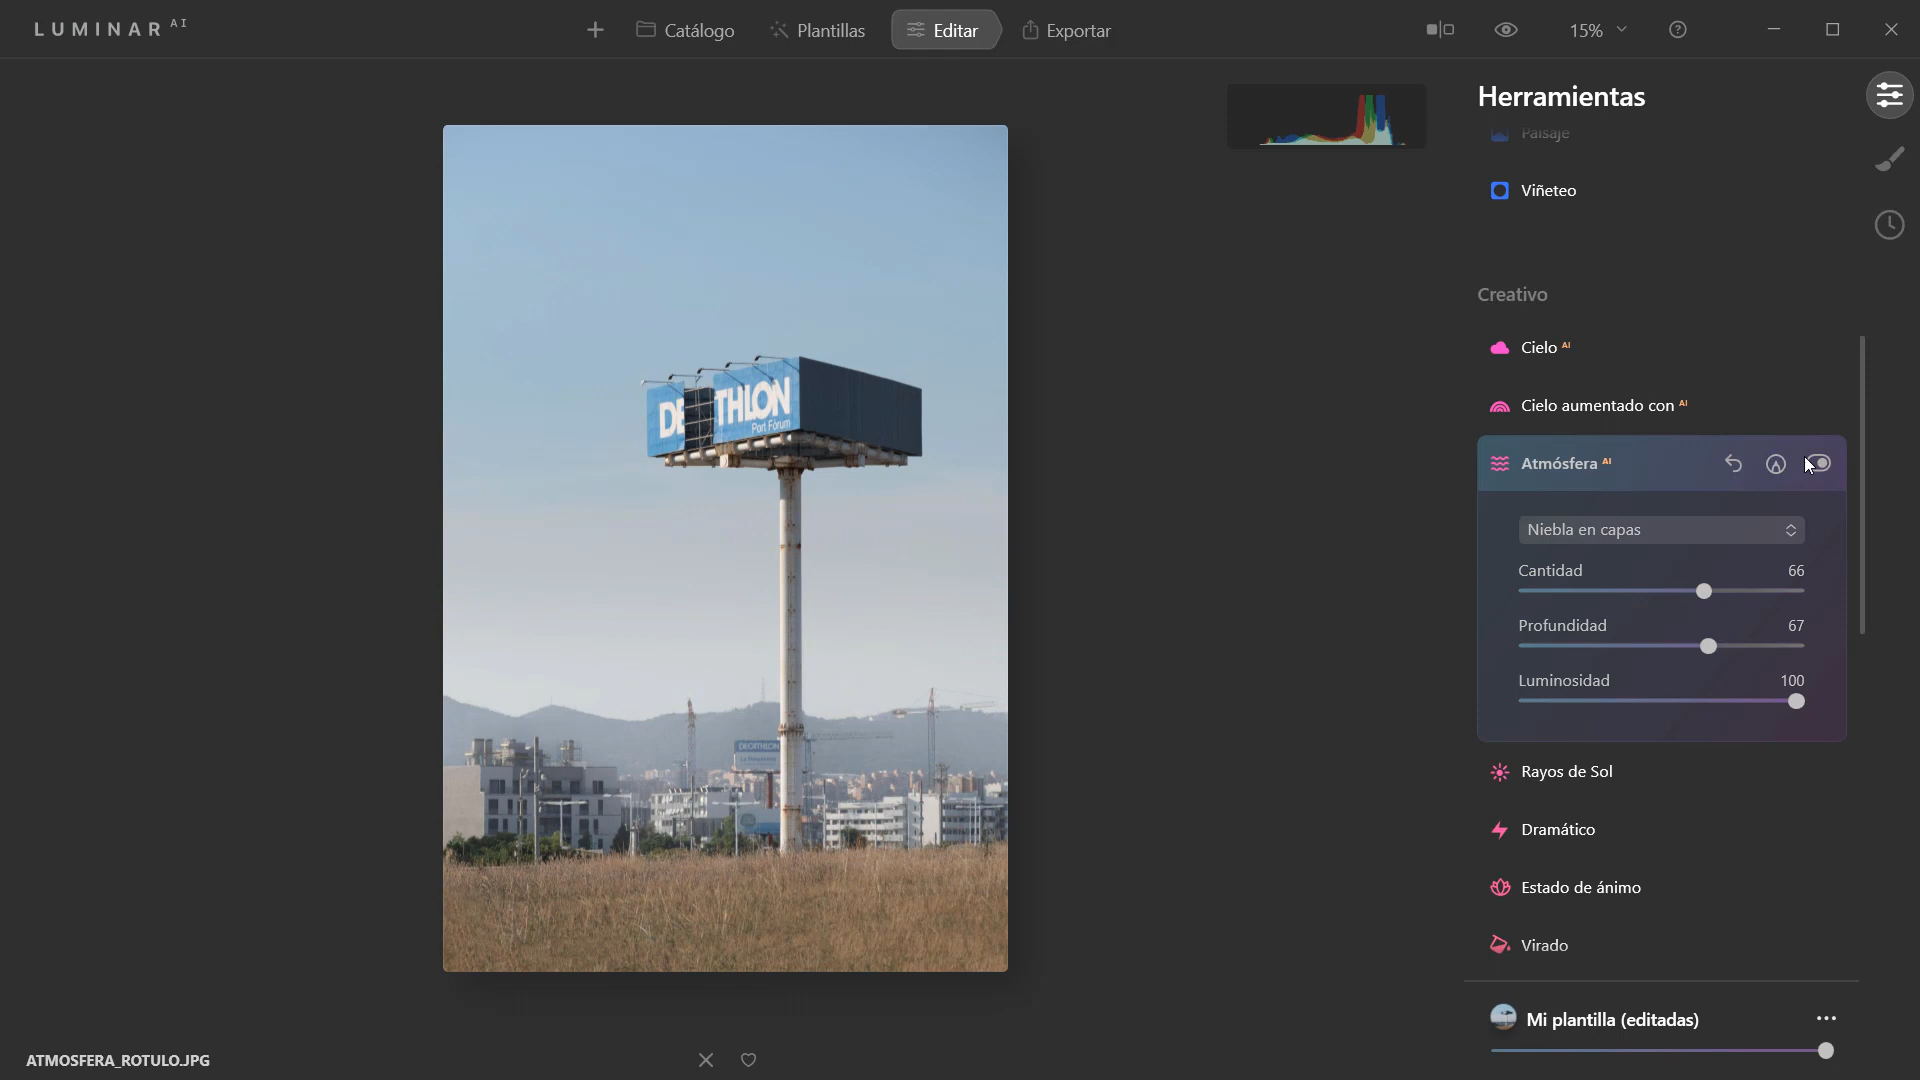 LUMINAR AI
Catálogo
Plantillas
Editar
Exportar
15%
Herramientas
Paisaje
Viñeteo
Creativo
Cielo AI
Cielo aumentado con AI
Atmósfera AI
Niebla en capas
Cantidad 66
Profundidad 67
Luminosidad 100
Rayos de Sol
Dramático
Estado de ánimo
Virado
Mi plantilla (editadas)
DE THLON
Port Fòrum
DECATHLON
ATMOSFERA_ROTULO.JPG